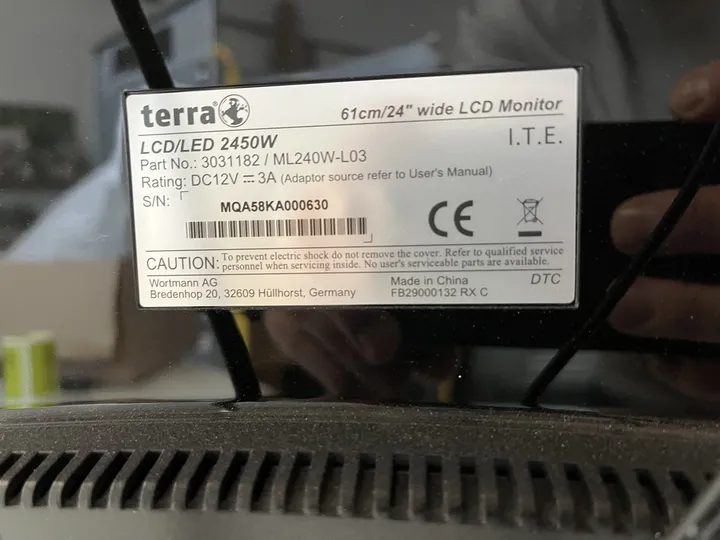 terra®
61cm/24" wide LCD Monitor
LCD/LED 2450W
I.T.E.
Part No.: 3031182 / ML240W-L03
Rating: DC12V ⎓ 3A (Adaptor source refer to User's Manual)
S/N:
MQA58KA000630
CE
CAUTION: To prevent electric shock do not remove the cover. Refer to qualified service
personnel when servicing inside. No user's serviceable parts are available.
Wortmann AG
Bredenhop 20, 32609 Hüllhorst, Germany
Made in China
FB29000132 RX C
DTC